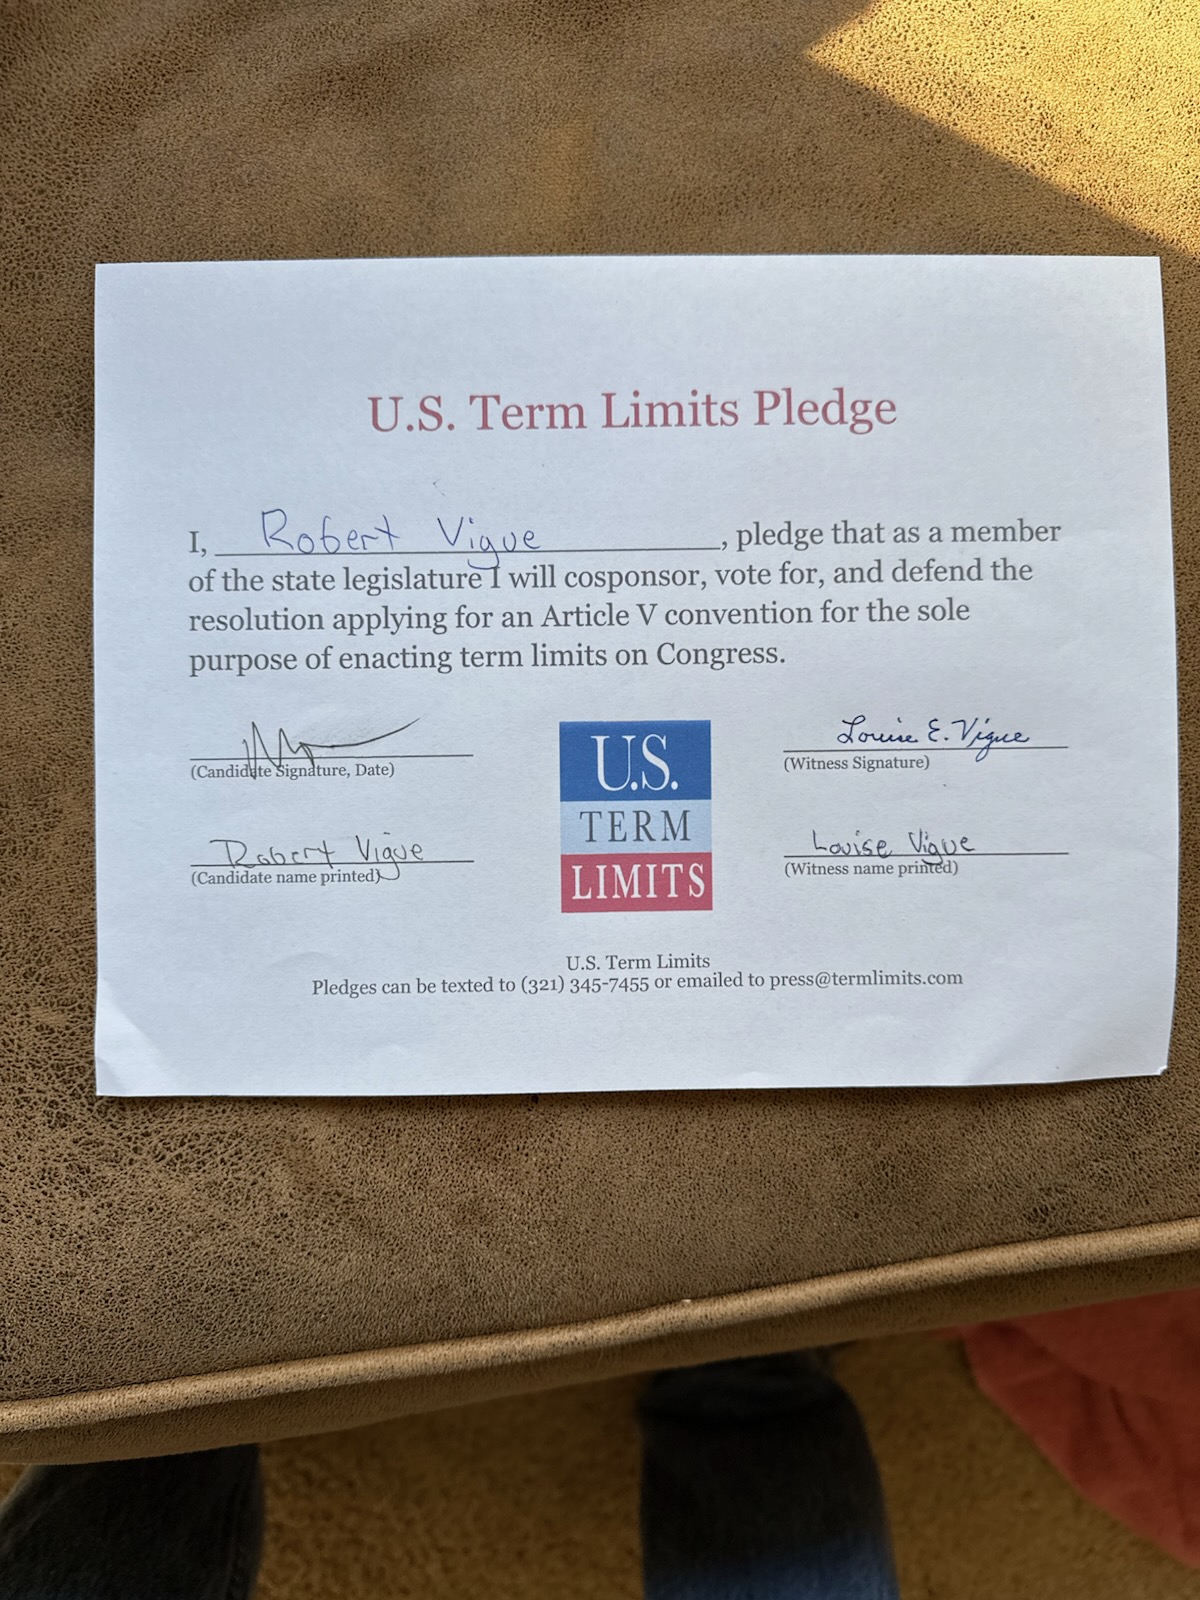 U.S. Term Limits Pledge
I, Robert Vigue, pledge that as a member
of the state legislature I will cosponsor, vote for, and defend the
resolution applying for an Article V convention for the sole
purpose of enacting term limits on Congress.
(Candidate Signature, Date)
Robert Vigue
(Candidate name printed)
U.S.
TERM
LIMITS
Louise E. Vigue
(Witness Signature)
Louise Vigue
(Witness name printed)
U.S. Term Limits
Pledges can be texted to (321) 345-7455 or emailed to press@termlimits.com